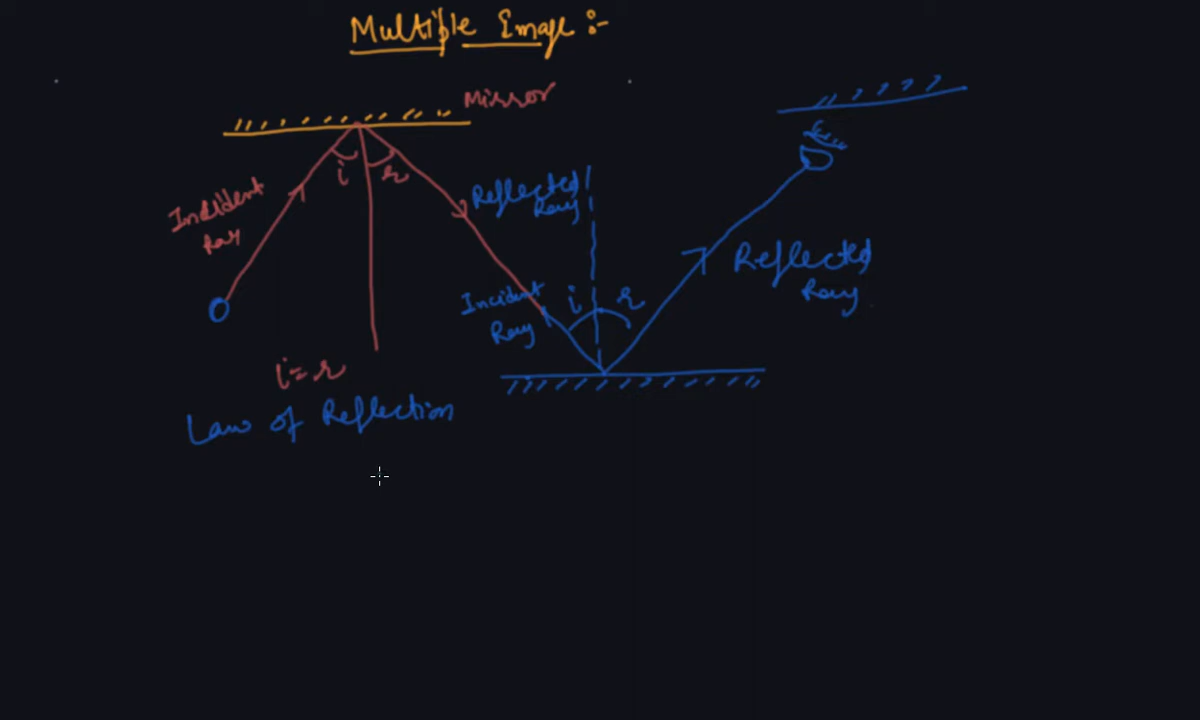 Multiple Image :-
Mirror
i
r
Incident
Ray
Reflected
Ray
Incident
Ray
i
r
Reflected
Ray
i = r
Law of Reflection